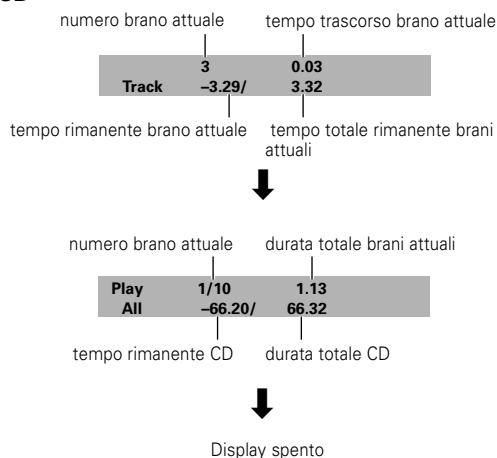 CD
numero brano attuale tempo trascorso brano attuale
3 0.03
Track –3.29/ 3.32
tempo rimanente brano attuale tempo totale rimanente brani
attuali
numero brano attuale durata totale brani attuali
Play 1/10 1.13
All –66.20/ 66.32
tempo rimanente CD durata totale CD
Display spento